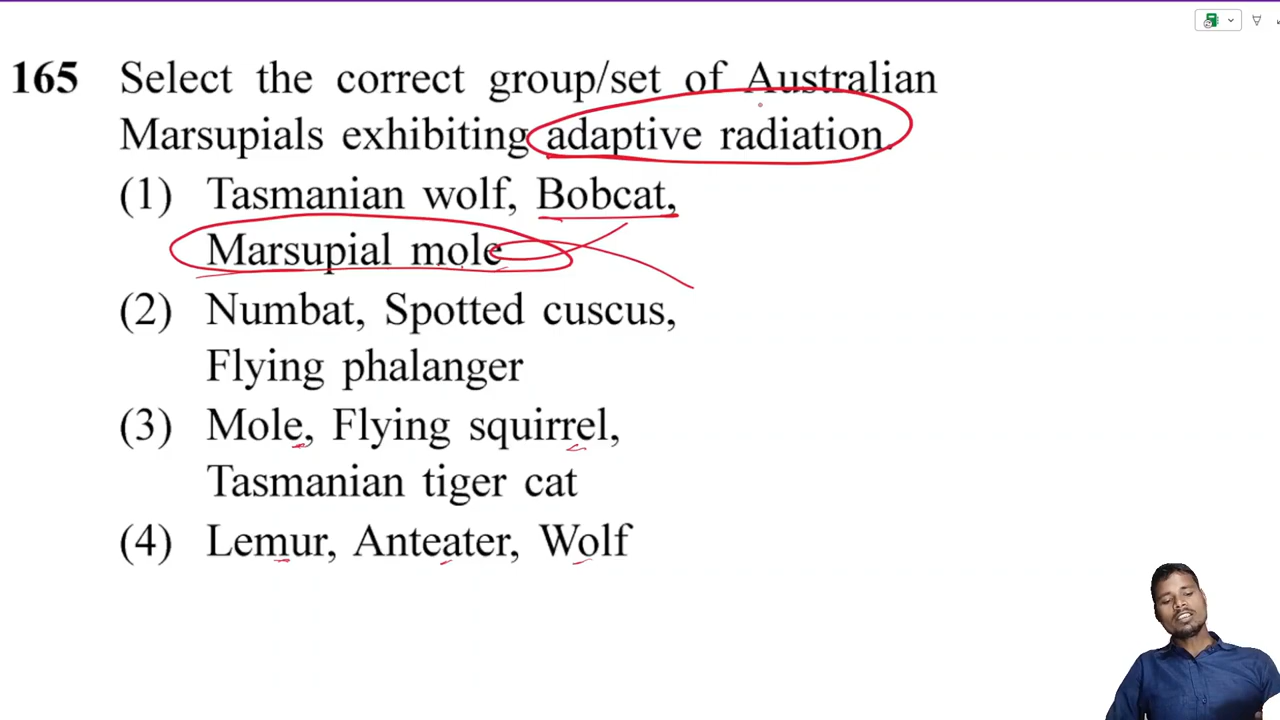 165 Select the correct group/set of Australian
Marsupials exhibiting adaptive radiation.
(1) Tasmanian wolf, Bobcat,
Marsupial mole
(2) Numbat, Spotted cuscus,
Flying phalanger
(3) Mole, Flying squirrel,
Tasmanian tiger cat
(4) Lemur, Anteater, Wolf